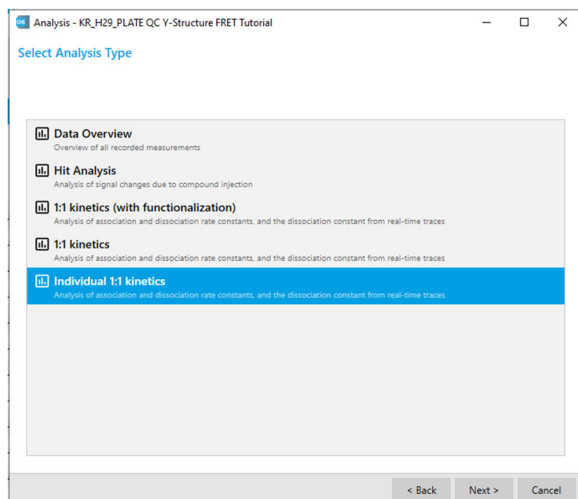 Analysis - KR_H29_PLATE QC Y-Structure FRET Tutorial
Select Analysis Type
Data Overview
Overview of all recorded measurements
Hit Analysis
Analysis of signal changes due to compound injection
1:1 kinetics (with functionalization)
Analysis of association and dissociation rate constants, and the dissociation constant from real-time traces
1:1 kinetics
Analysis of association and dissociation rate constants, and the dissociation constant from real-time traces
Individual 1:1 kinetics
Analysis of association and dissociation rate constants, and the dissociation constant from real-time traces
< Back Next > Cancel